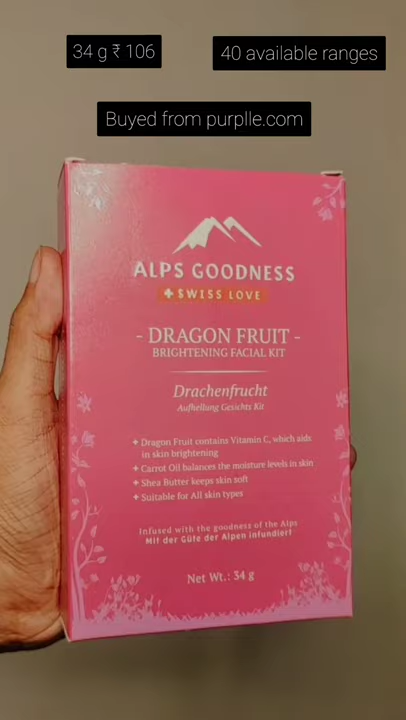 34 g ₹ 106
40 available ranges
Buyed from purplle.com
ALPS GOODNESS
+ SWISS LOVE
- DRAGON FRUIT -
BRIGHTENING FACIAL KIT
Drachenfrucht
Aufhellung Gesichts Kit
+ Dragon Fruit contains Vitamin C, which aids
in skin brightening
+ Carrot Oil balances the moisture levels in skin
+ Shea Butter keeps skin soft
+ Suitable for All skin types
Infused with the goodness of the Alps
Mit der Güte der Alpen infundiert
Net Wt.: 34 g